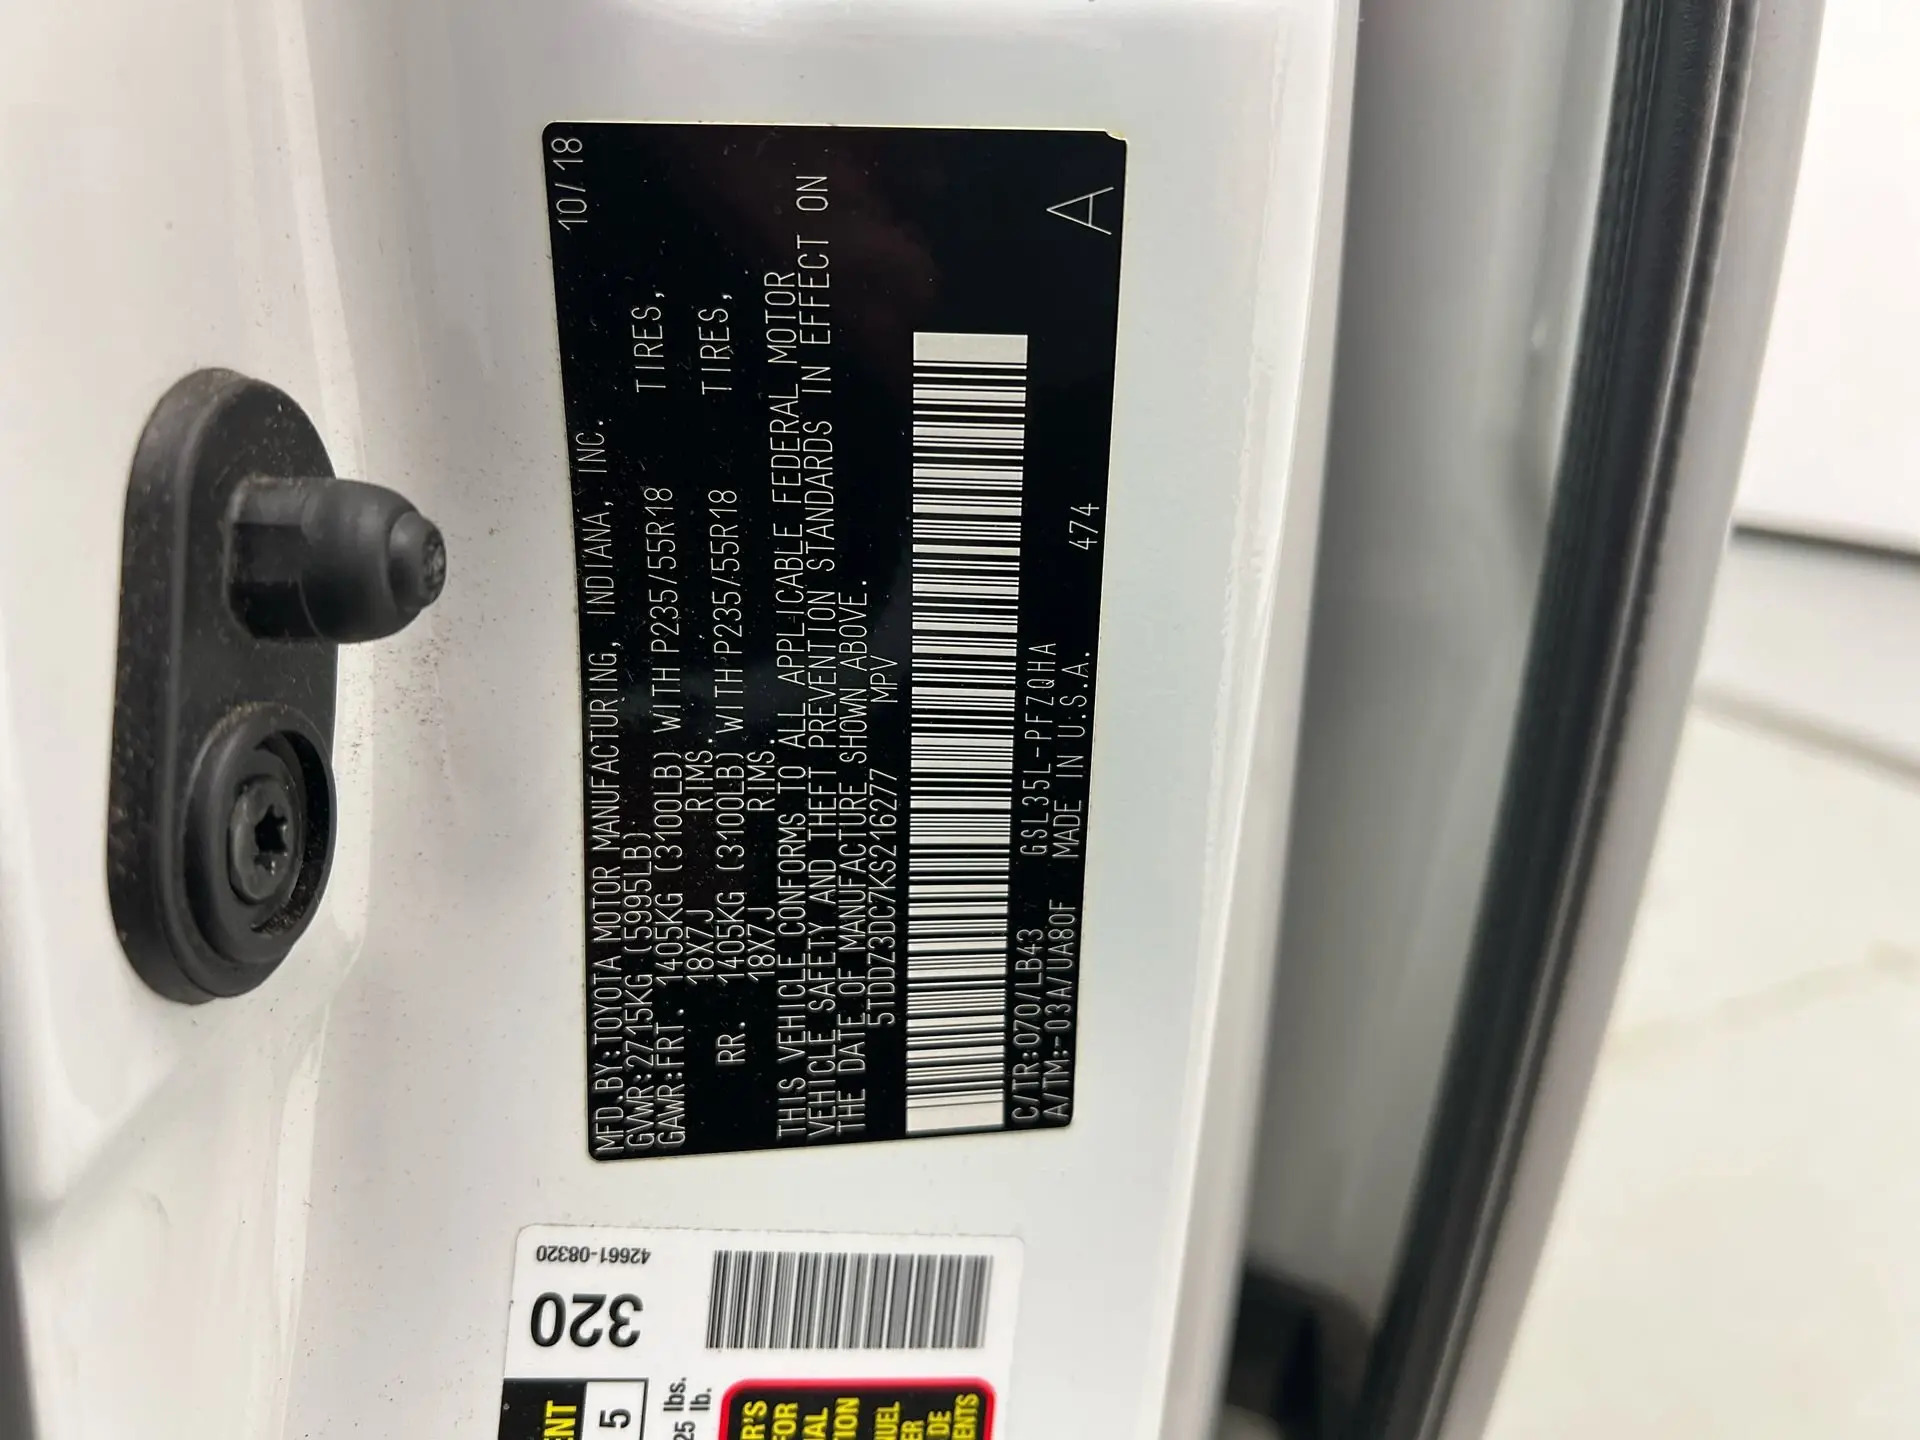 10/18
MFD.BY:TOYOTA MOTOR MANUFACTURING, INDIANA, INC.
GVWR:2715KG (5995LB)
GAWR:FRT. 1405KG (3100LB) WITH P235/55R18 TIRES,
18X7J RIMS.
RR. 1405KG (3100LB) WITH P235/55R18 TIRES,
18X7J RIMS.
THIS VEHICLE CONFORMS TO ALL APPLICABLE FEDERAL MOTOR
VEHICLE SAFETY AND THEFT PREVENTION STANDARDS IN EFFECT ON
THE DATE OF MANUFACTURE SHOWN ABOVE.
5TDDZ3DC7KS216277 MPV
C/TR:070/LB43 GSL35L-PFZQHA
A/TM:-03A/UA80F MADE IN U.S.A. 474
A
42661-08320
320
5
25 lbs.
lb.